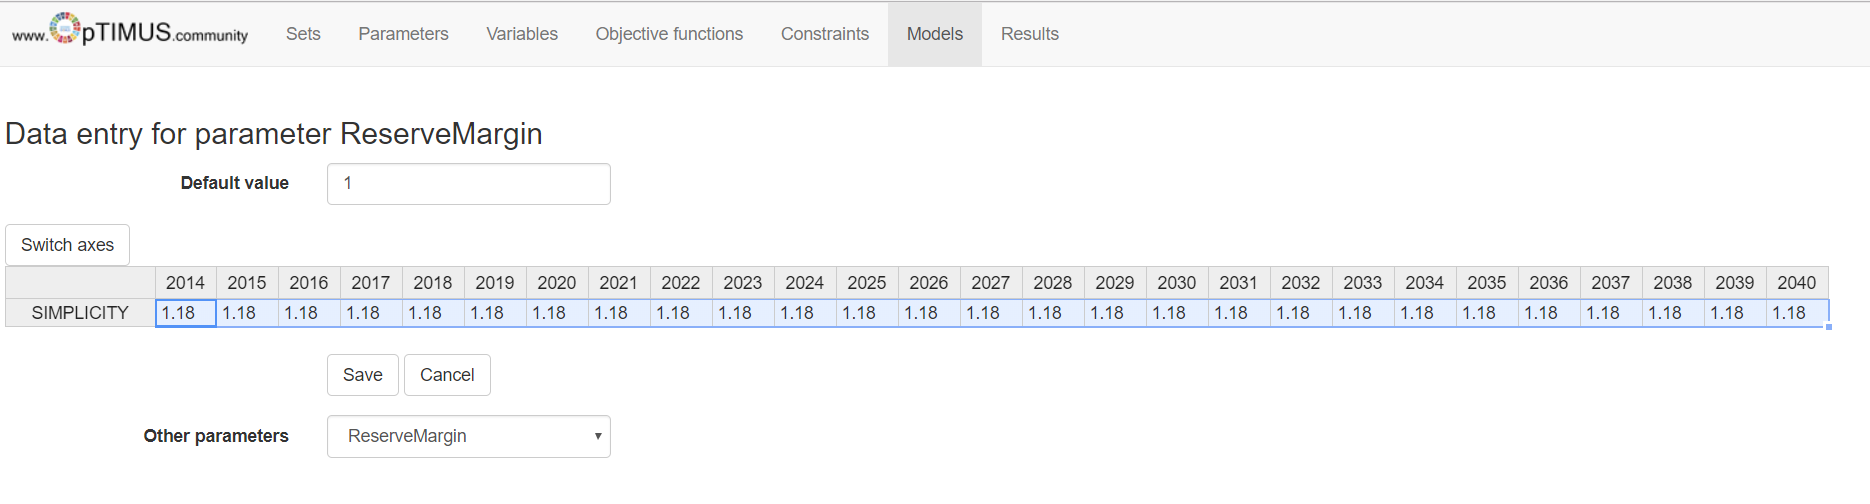 www.OpTIMUS.community Sets Parameters Variables Objective functions Constraints Models Results
Data entry for parameter ReserveMargin
Default value 1
Switch axes
2014 2015 2016 2017 2018 2019 2020 2021 2022 2023 2024 2025 2026 2027 2028 2029 2030 2031 2032 2033 2034 2035 2036 2037 2038 2039 2040
SIMPLICITY 1.18 1.18 1.18 1.18 1.18 1.18 1.18 1.18 1.18 1.18 1.18 1.18 1.18 1.18 1.18 1.18 1.18 1.18 1.18 1.18 1.18 1.18 1.18 1.18 1.18 1.18 1.18
Save Cancel
Other parameters ReserveMargin